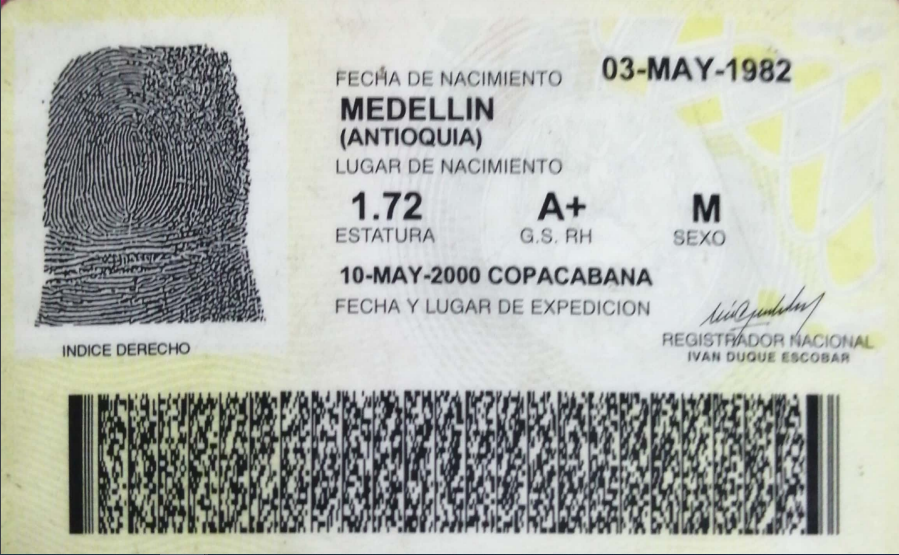 FECHA DE NACIMIENTO 03-MAY-1982
MEDELLIN
(ANTIOQUIA)
LUGAR DE NACIMIENTO
1.72 A+ M
ESTATURA G.S. RH SEXO
10-MAY-2000 COPACABANA
FECHA Y LUGAR DE EXPEDICION
INDICE DERECHO
REGISTRADOR NACIONAL
IVAN DUQUE ESCOBAR